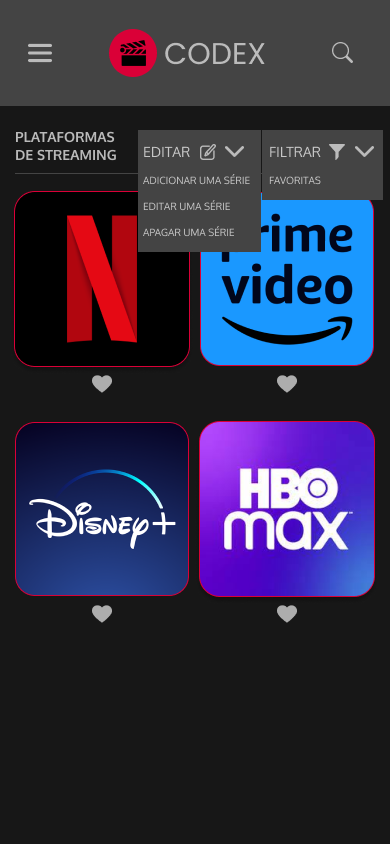 CODEX
PLATAFORMAS
DE STREAMING
EDITAR
ADICIONAR UMA SÉRIE
EDITAR UMA SÉRIE
APAGAR UMA SÉRIE
FILTRAR
FAVORITAS
N
prime
video
Disney+
HBO
max